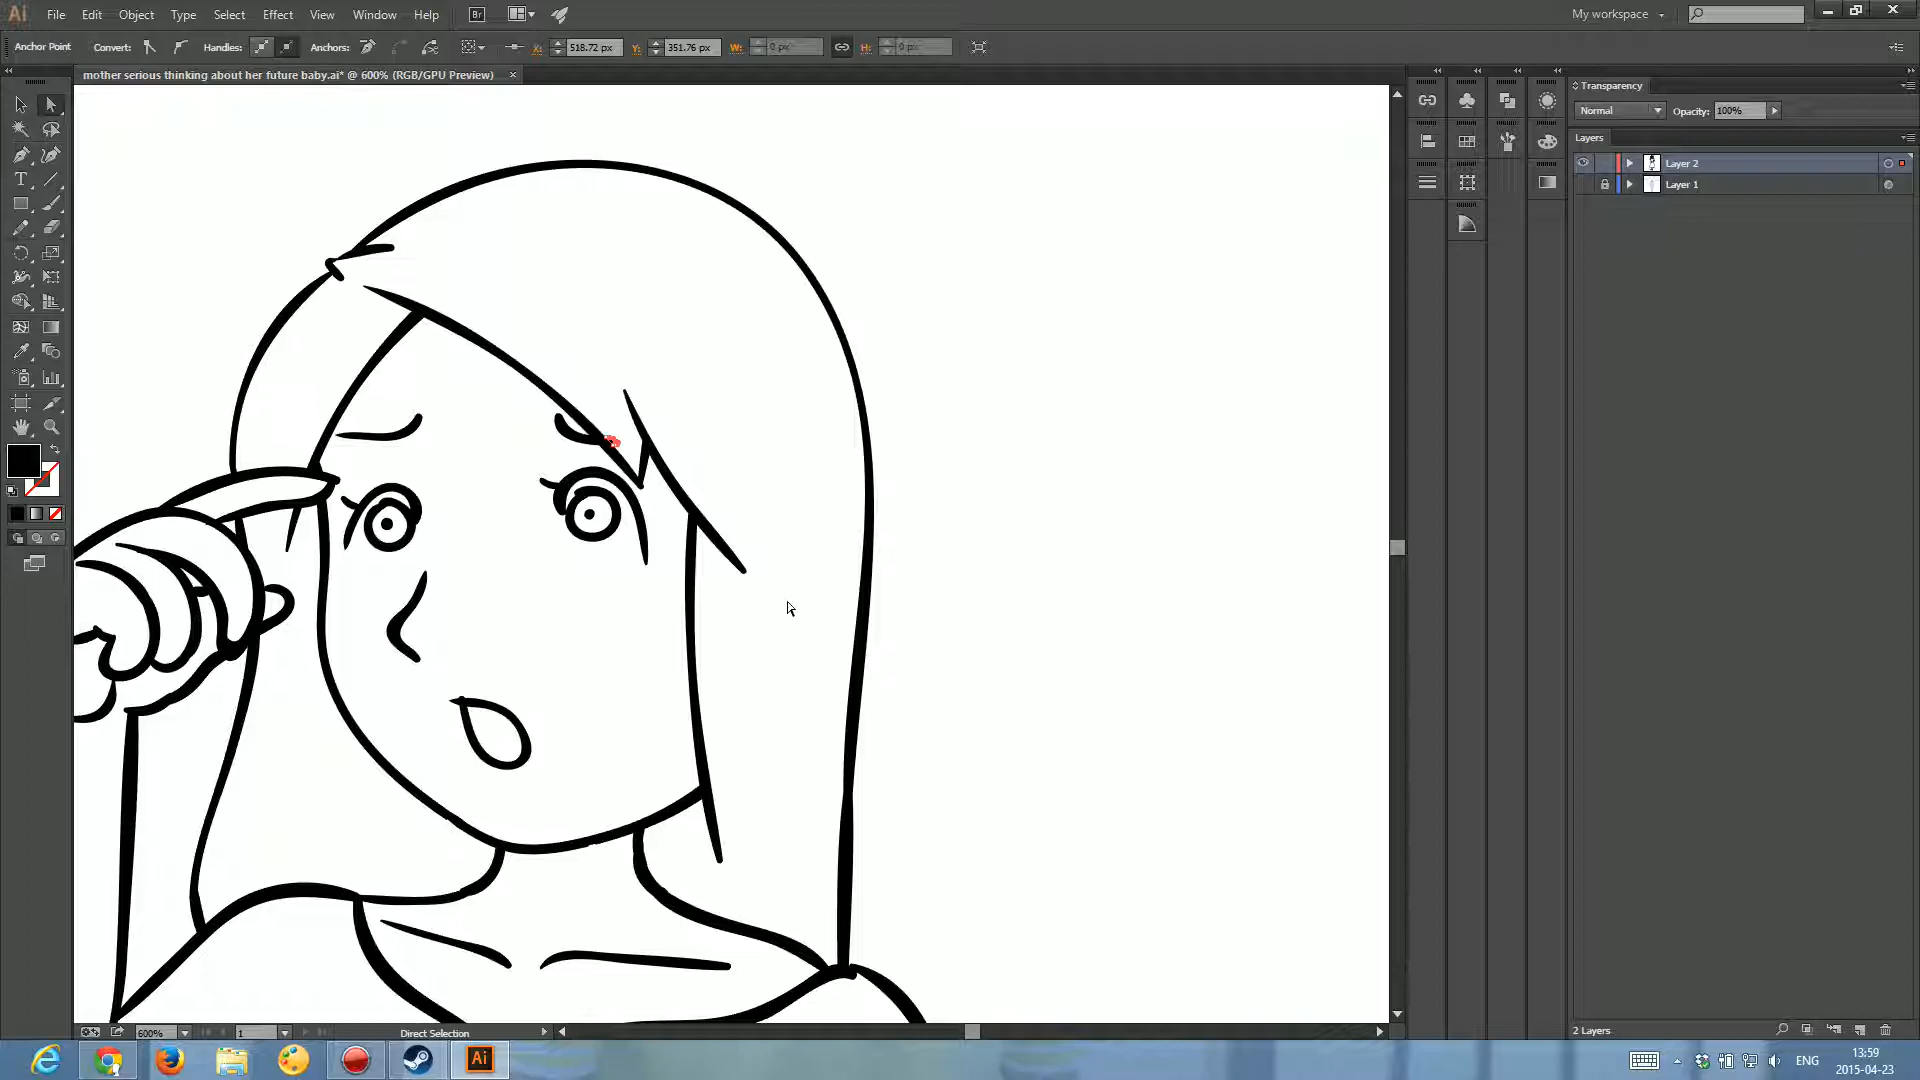 Ai File Edit Object Type Select Effect View Window Help Br My workspace
Anchor Point Convert: Handles: Anchors: X: 518.72 px Y: 351.76 px W: 0 px H: 0 px
mother serious thinking about her future baby.ai* @ 600% (RGB/GPU Preview) ×
Transparency
Normal Opacity: 100%
Layers
Layer 2
Layer 1
T
600% 1 Direct Selection
2 Layers
Ai
ENG
13:59
2015-04-23